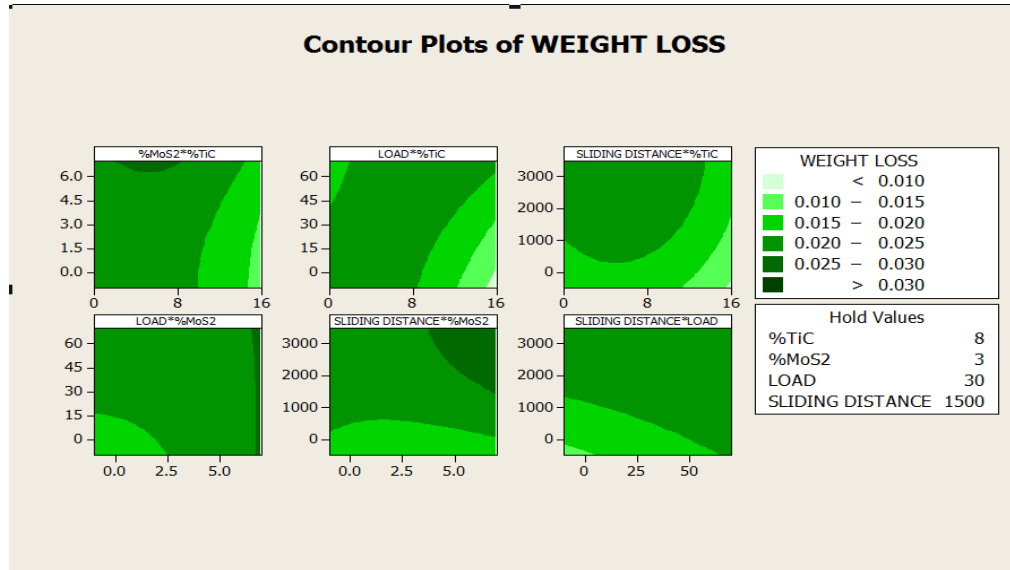 Contour Plots of WEIGHT LOSS
%MoS2*%TiC
6.0
4.5
3.0
1.5
0.0
0 8 16
LOAD*%TiC
60
45
30
15
0
0 8 16
SLIDING DISTANCE*%TiC
3000
2000
1000
0
0 8 16
LOAD*%MoS2
60
45
30
15
0
0.0 2.5 5.0
SLIDING DISTANCE*%MoS2
3000
2000
1000
0
0.0 2.5 5.0
SLIDING DISTANCE*LOAD
3000
2000
1000
0
0 25 50
WEIGHT LOSS
< 0.010
0.010 – 0.015
0.015 – 0.020
0.020 – 0.025
0.025 – 0.030
> 0.030
Hold Values
%TiC 8
%MoS2 3
LOAD 30
SLIDING DISTANCE 1500